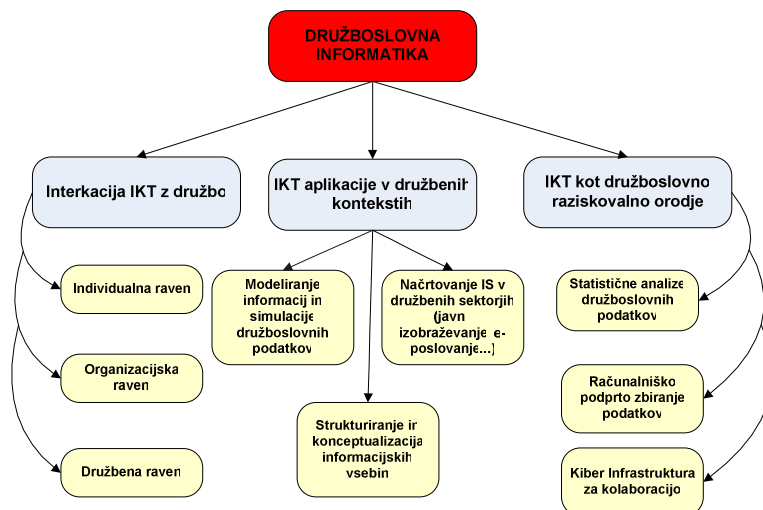 DRUŽBOSLOVNA
INFORMATIKA
Interkacija IKT z družbo
IKT aplikacije v družbenih
kontekstih
IKT kot družboslovno
raziskovalno orodje
Individualna raven
Organizacijska
raven
Družbena raven
Modeliranje
informacij in
simulacije
družboslovnih
podatkov
Načrtovanje IS v
družbenih sektorjih
(javn
izobraževanje e-
poslovanje...)
Strukturiranje in
konceptualizacija
informacijskih
vsebin
Statistične analize
družboslovnih
podatkov
Računalniško
podprto zbiranje
podatkov
Kiber Infrastruktura
za kolaboracijo